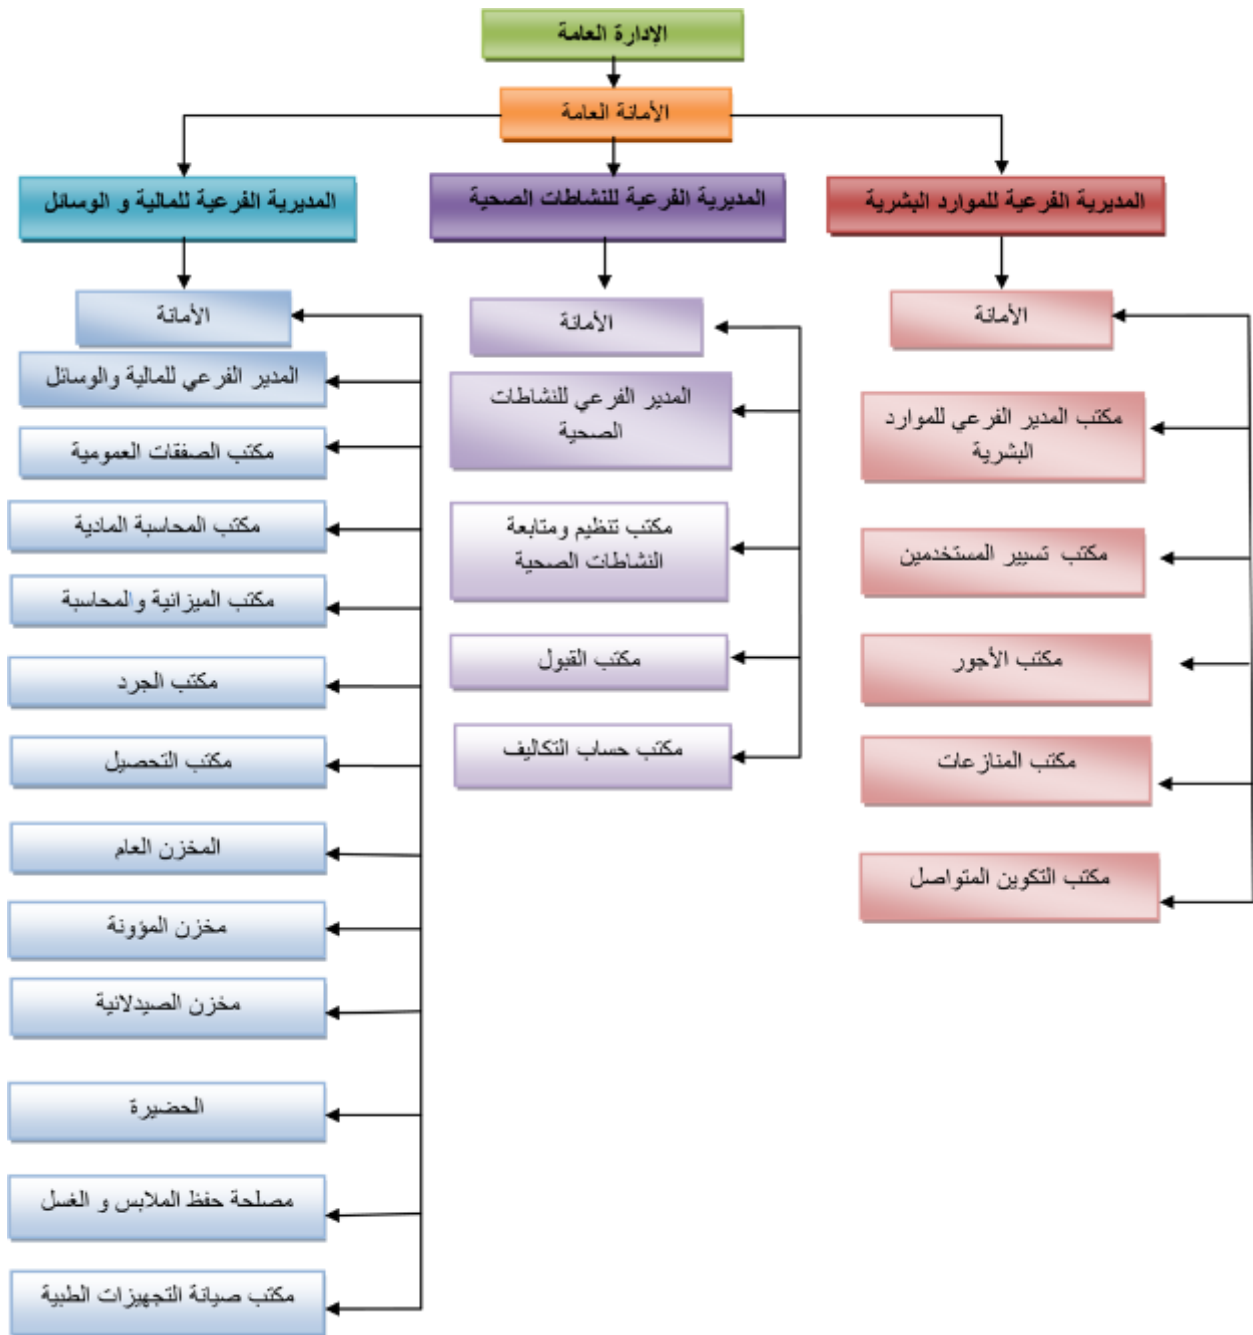 الإدارة العامة
الأمانة العامة
المديرية الفرعية للموارد البشرية
المديرية الفرعية للنشاطات الصحية
المديرية الفرعية للمالية و الوسائل
الأمانة
مكتب المدير الفرعي للموارد
البشرية
مكتب تسيير المستخدمين
مكتب الأجور
مكتب المنازعات
مكتب التكوين المتواصل
الأمانة
المدير الفرعي للنشاطات
الصحية
مكتب تنظيم ومتابعة
النشاطات الصحية
مكتب القبول
مكتب حساب التكاليف
الأمانة
المدير الفرعي للمالية والوسائل
مكتب الصفقات العمومية
مكتب المحاسبة المادية
مكتب الميزانية والمحاسبة
مكتب الجرد
مكتب التحصيل
المخزن العام
مخزن المؤونة
مخزن الصيدلانية
الحضيرة
مصلحة حفظ الملابس و الغسل
مكتب صيانة التجهيزات الطبية